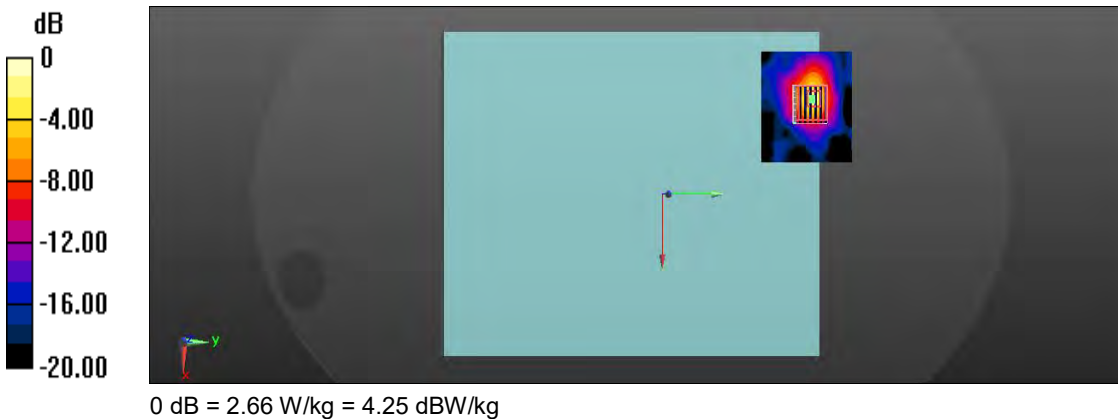 dB
0
-4.00
-8.00
-12.00
-16.00
-20.00
y
x
0 dB = 2.66 W/kg = 4.25 dBW/kg